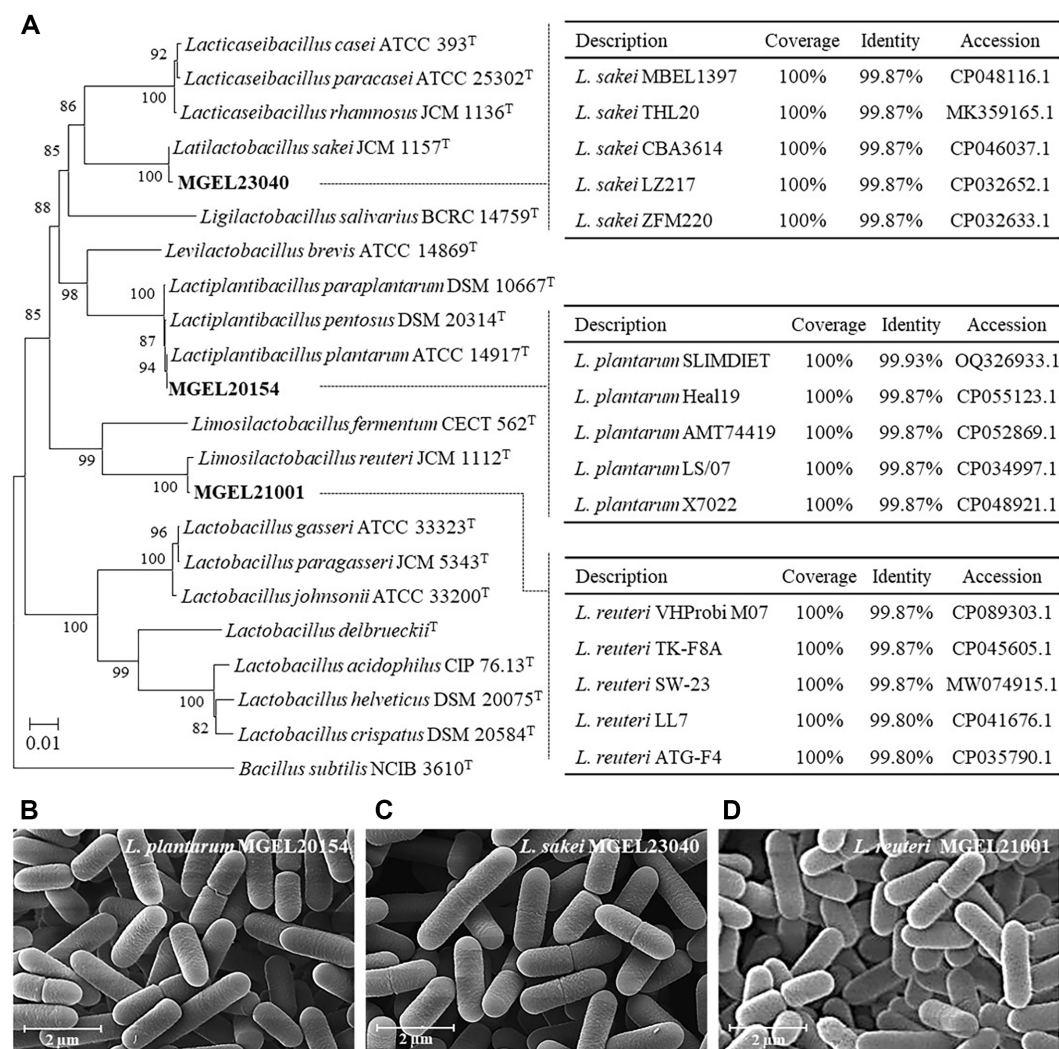 A
92
Lacticaseibacillus casei ATCC 393T
Lacticaseibacillus paracasei ATCC 25302T
100
Lacticaseibacillus rhamnosus JCM 1136T
86
Latilactobacillus sakei JCM 1157T
85
100
MGEL23040
88
Ligilactobacillus salivarius BCRC 14759T
Levilactobacillus brevis ATCC 14869T
98
100
Lactiplantibacillus paraplantarum DSM 10667T
85
Lactiplantibacillus pentosus DSM 20314T
87
Lactiplantibacillus plantarum ATCC 14917T
94
MGEL20154
Limosilactobacillus fermentum CECT 562T
99
Limosilactobacillus reuteri JCM 1112T
100
MGEL21001
96
Lactobacillus gasseri ATCC 33323T
100
Lactobacillus paragasseri JCM 5343T
Lactobacillus johnsonii ATCC 33200T
100
Lactobacillus delbrueckiiT
99
Lactobacillus acidophilus CIP 76.13T
100
Lactobacillus helveticus DSM 20075T
82
Lactobacillus crispatus DSM 20584T
0.01
Bacillus subtilis NCIB 3610T
Description Coverage Identity Accession
L. sakei MBEL1397 100% 99.87% CP048116.1
L. sakei THL20 100% 99.87% MK359165.1
L. sakei CBA3614 100% 99.87% CP046037.1
L. sakei LZ217 100% 99.87% CP032652.1
L. sakei ZFM220 100% 99.87% CP032633.1
Description Coverage Identity Accession
L. plantarum SLIMDIET 100% 99.93% OQ326933.1
L. plantarum Heal19 100% 99.87% CP055123.1
L. plantarum AMT74419 100% 99.87% CP052869.1
L. plantarum LS/07 100% 99.87% CP034997.1
L. plantarum X7022 100% 99.87% CP048921.1
Description Coverage Identity Accession
L. reuteri VHProbi M07 100% 99.87% CP089303.1
L. reuteri TK-F8A 100% 99.87% CP045605.1
L. reuteri SW-23 100% 99.87% MW074915.1
L. reuteri LL7 100% 99.80% CP041676.1
L. reuteri ATG-F4 100% 99.80% CP035790.1
B
L. plantarum MGEL20154
2 μm
C
L. sakei MGEL23040
2 μm
D
L. reuteri MGEL21001
2 μm